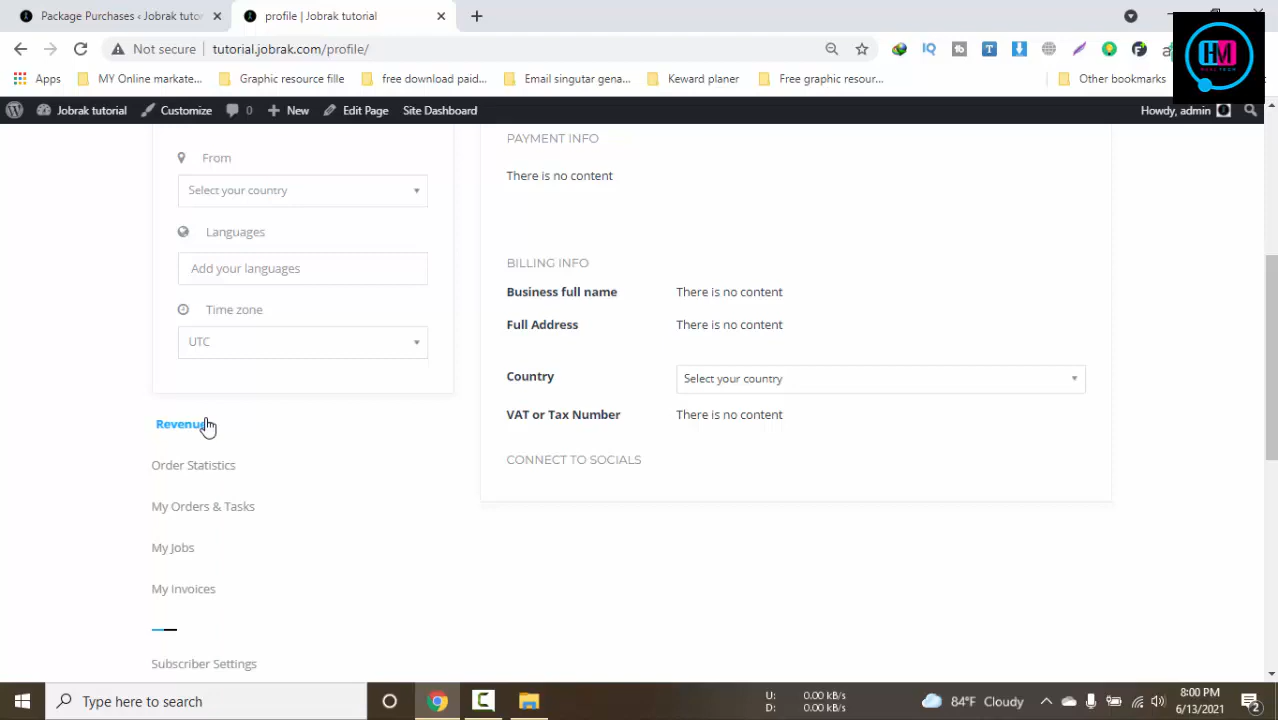 Package Purchases ‹ Jobrak tuto
profile | Jobrak tutorial
Not secure
tutorial.jobrak.com/profile/
Apps
MY Online markate...
Graphic resource fille
free download paid...
Email singutar gena...
Keward planer
Free graphic resour...
Other bookmarks
HM
Jobrak tutorial
Customize
0
New
Edit Page
Site Dashboard
Howdy, admin
From
Select your country
Languages
Add your languages
Time zone
UTC
Revenue
Order Statistics
My Orders & Tasks
My Jobs
My Invoices
Subscriber Settings
PAYMENT INFO
There is no content
BILLING INFO
Business full name There is no content
Full Address There is no content
Country Select your country
VAT or Tax Number There is no content
CONNECT TO SOCIALS
Type here to search
U: 0.00 kB/s
D: 0.00 kB/s
84°F Cloudy
8:00 PM
6/13/2021
2